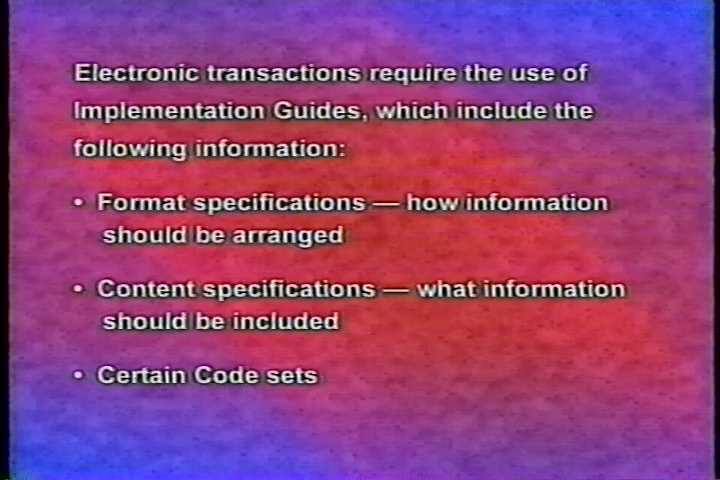 Electronic transactions require the use of
Implementation Guides, which include the
following information:
• Format specifications — how information
should be arranged
• Content specifications — what information
should be included
• Certain Code sets